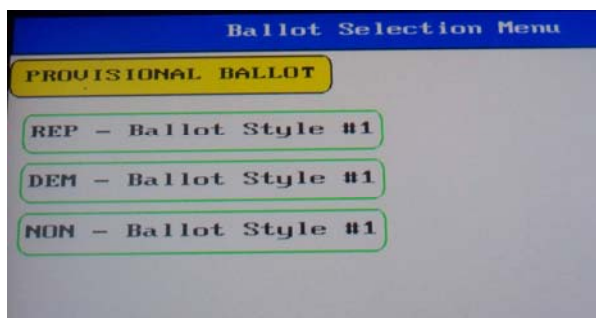 Ballot Selection Menu
PROVISIONAL BALLOT
REP - Ballot Style #1
DEM - Ballot Style #1
NON - Ballot Style #1